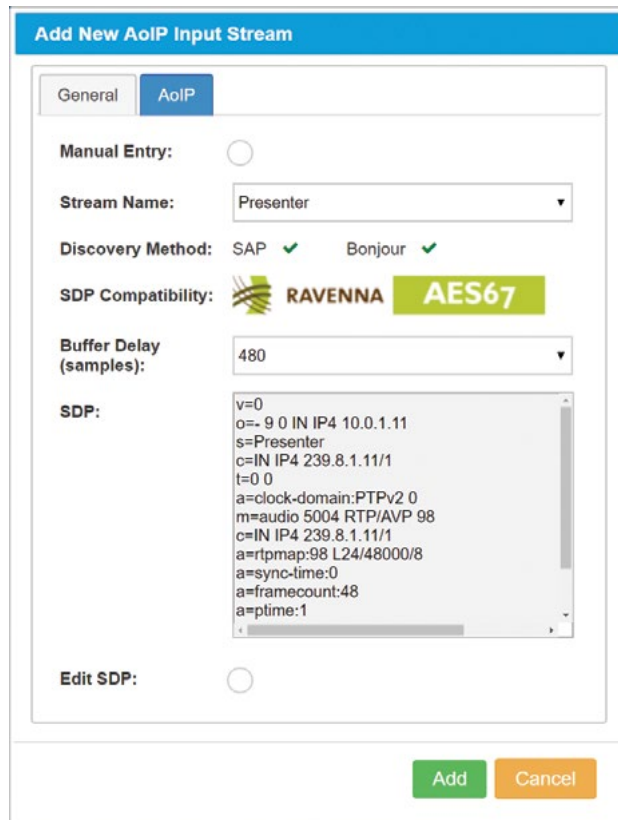 Add New AoIP Input Stream
General AoIP
Manual Entry:
Stream Name: Presenter
Discovery Method: SAP Bonjour
SDP Compatibility: RAVENNA AES67
Buffer Delay
(samples): 480
SDP:
v=0
o=- 9 0 IN IP4 10.0.1.11
s=Presenter
c=IN IP4 239.8.1.11/1
t=0 0
a=clock-domain:PTPv2 0
m=audio 5004 RTP/AVP 98
c=IN IP4 239.8.1.11/1
a=rtpmap:98 L24/48000/8
a=sync-time:0
a=framecount:48
a=ptime:1
Edit SDP:
Add Cancel